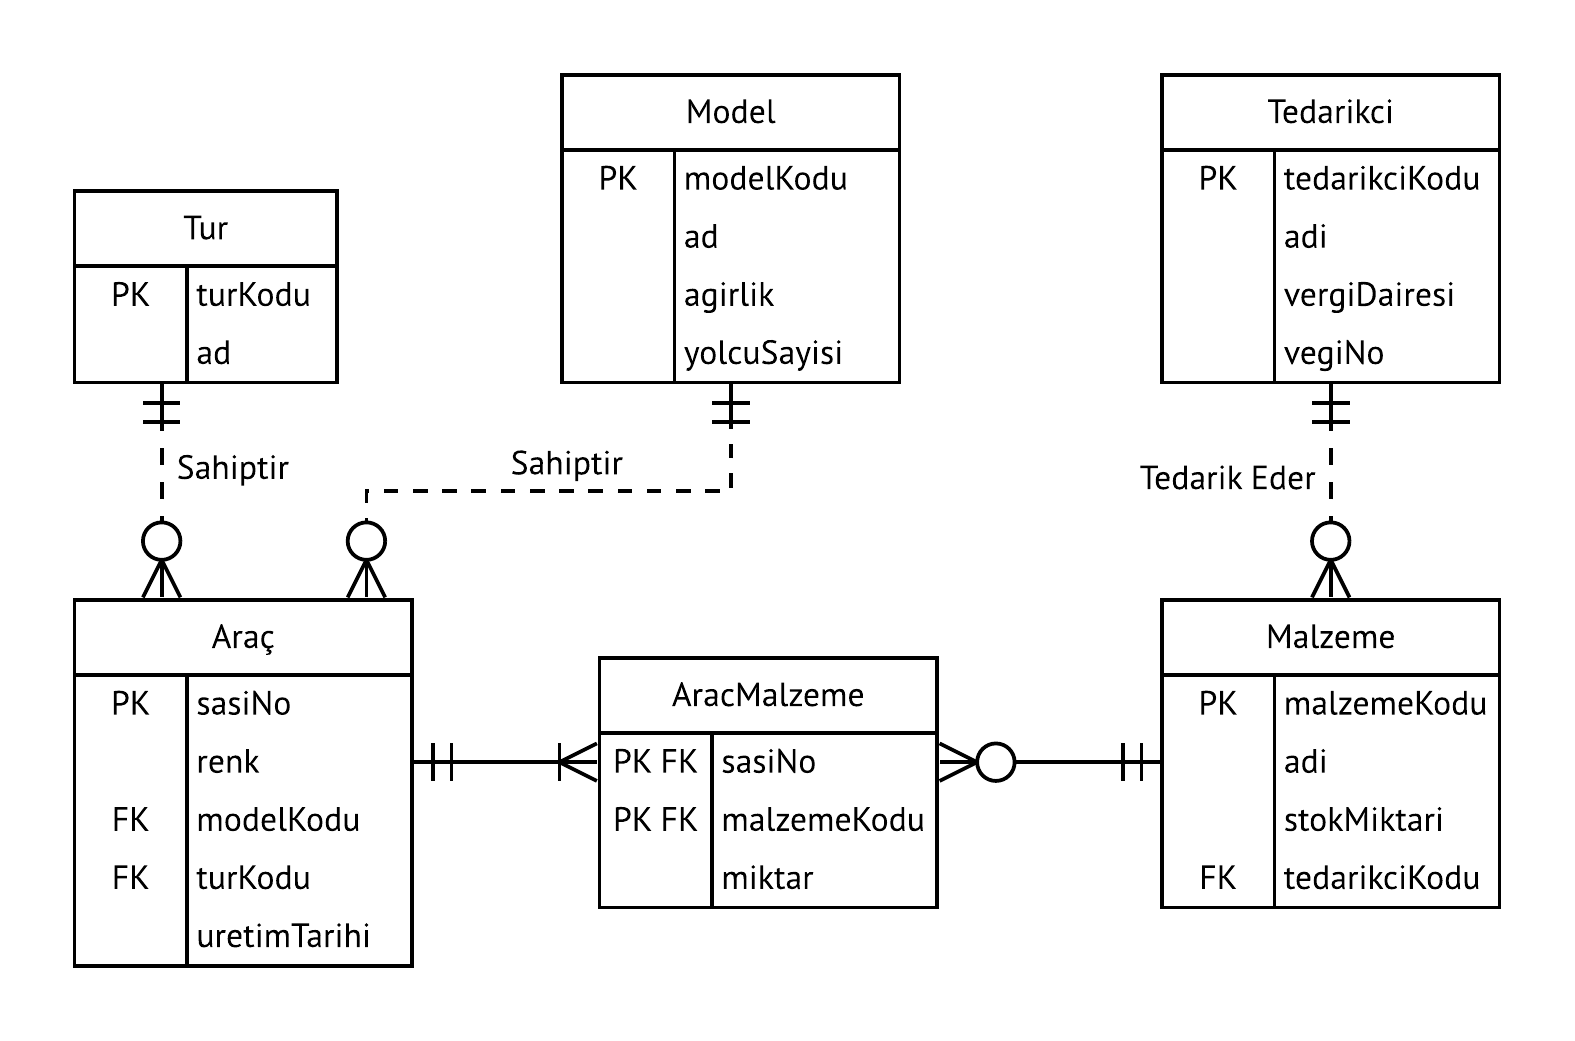 Tur
PK turKodu
ad
Model
PK modelKodu
ad
agirlik
yolcuSayisi
Tedarikci
PK tedarikciKodu
adi
vergiDairesi
vegiNo
Sahiptir
Sahiptir
Tedarik Eder
Araç
PK sasiNo
renk
FK modelKodu
FK turKodu
uretimTarihi
AracMalzeme
PK FK sasiNo
PK FK malzemeKodu
miktar
Malzeme
PK malzemeKodu
adi
stokMiktari
FK tedarikciKodu